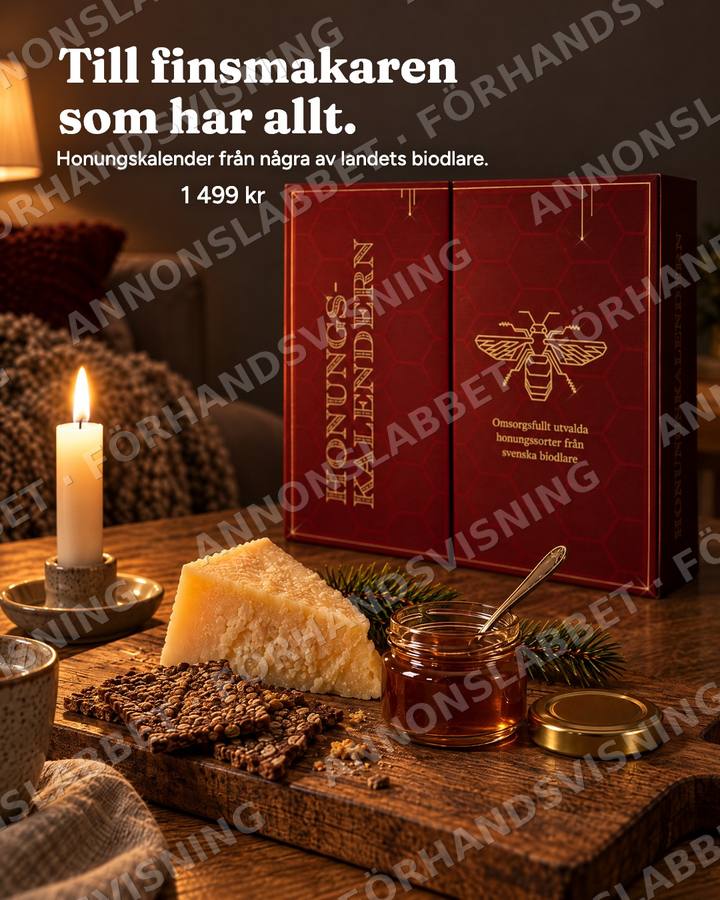 Till finsmakaren
som har allt.
Honungskalender från några av landets biodlare.
1 499 kr
HONUNGS-
KALENDERN
Omsorgsfullt utvalda
honungssorter från
svenska biodlare
HONUNGSKALENDERN
ANNONSLABBET · FÖRHANDSVISNING